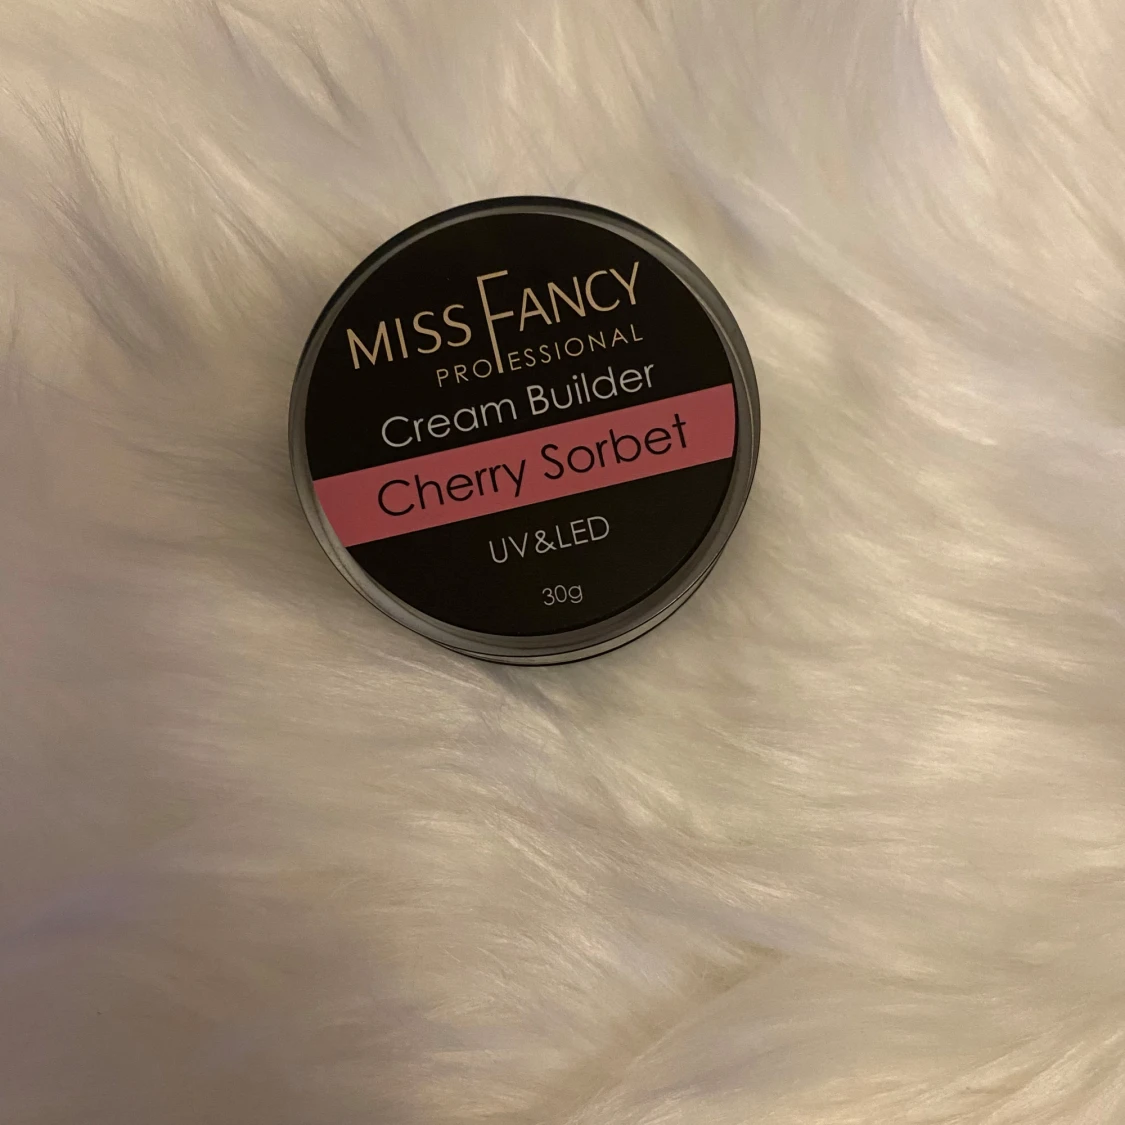 MISS FANCY
PROFESSIONAL
Cream Builder
Cherry Sorbet
UV&LED
30g